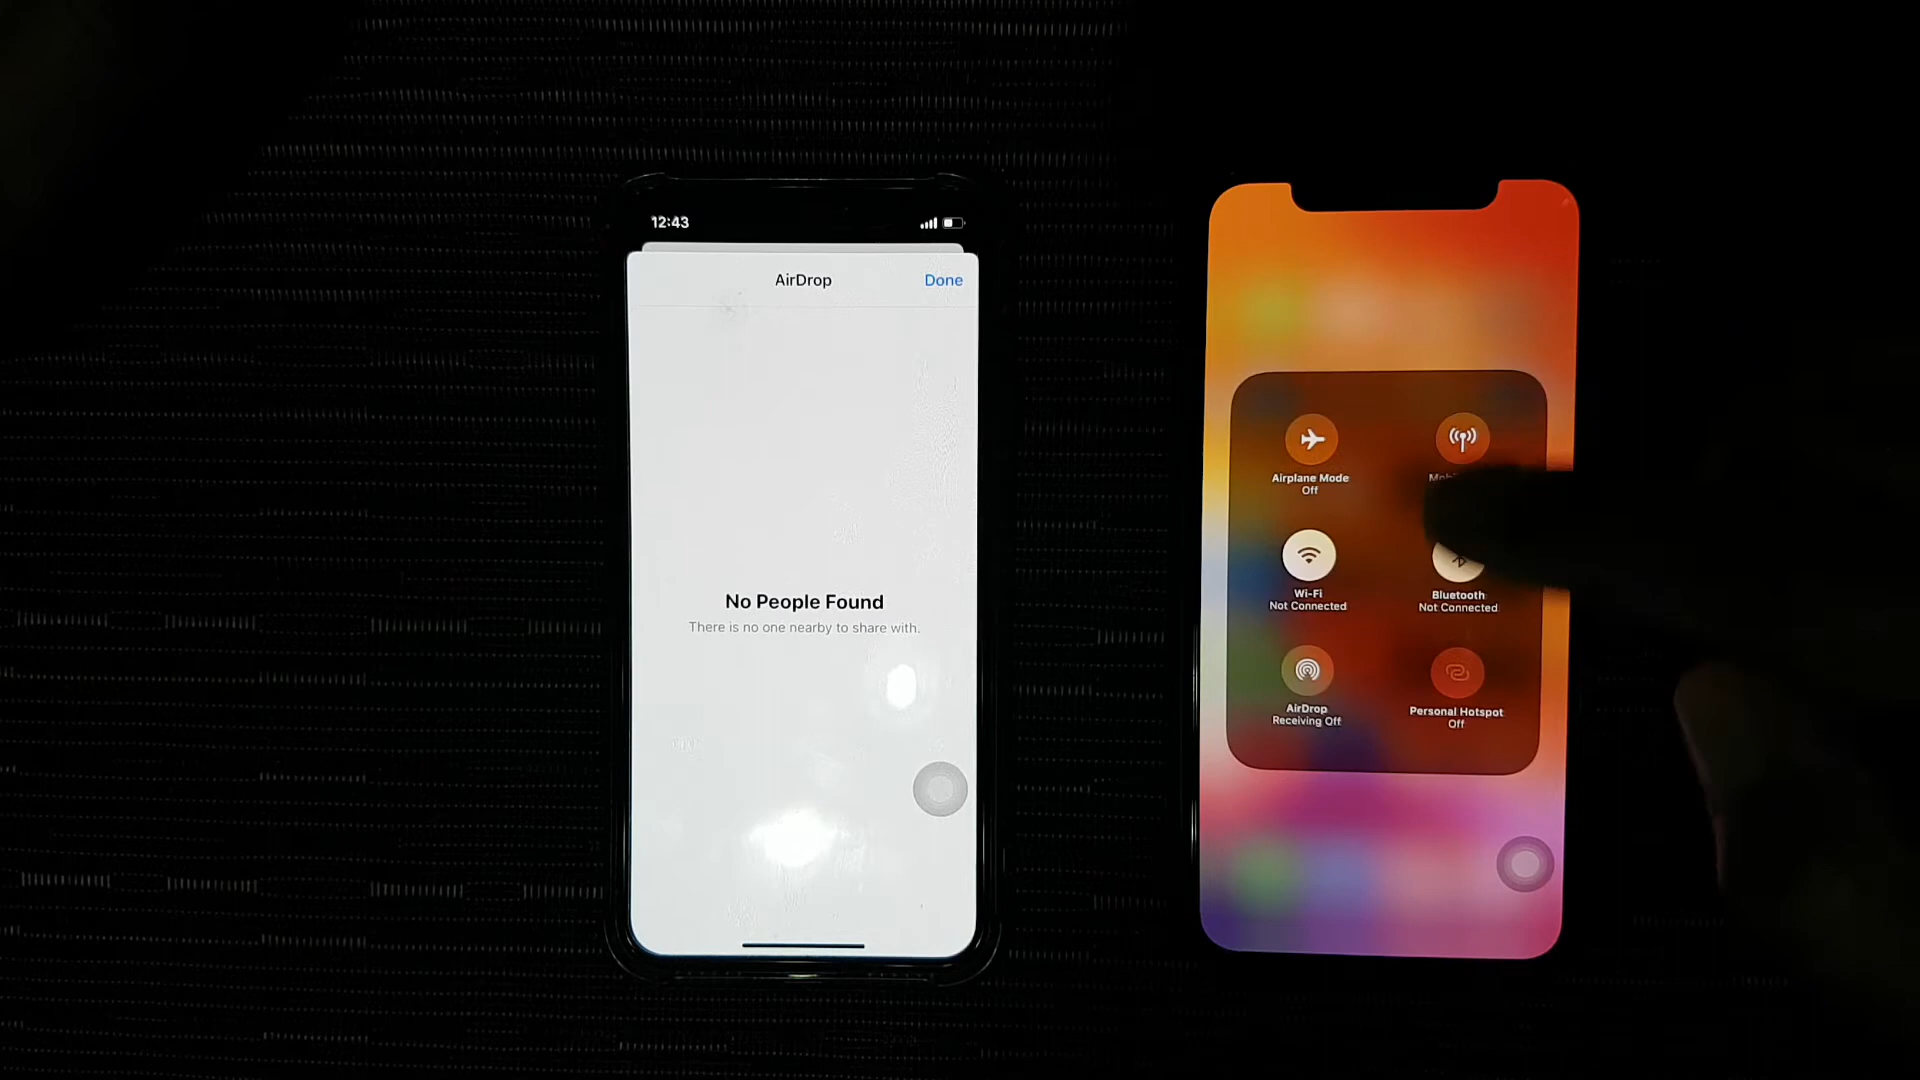 12:43
AirDrop
Done
No People Found
There is no one nearby to share with.
Airplane Mode
Off
Wi-Fi
Not Connected
Bluetooth
Not Connected
AirDrop
Receiving Off
Personal Hotspot
Off